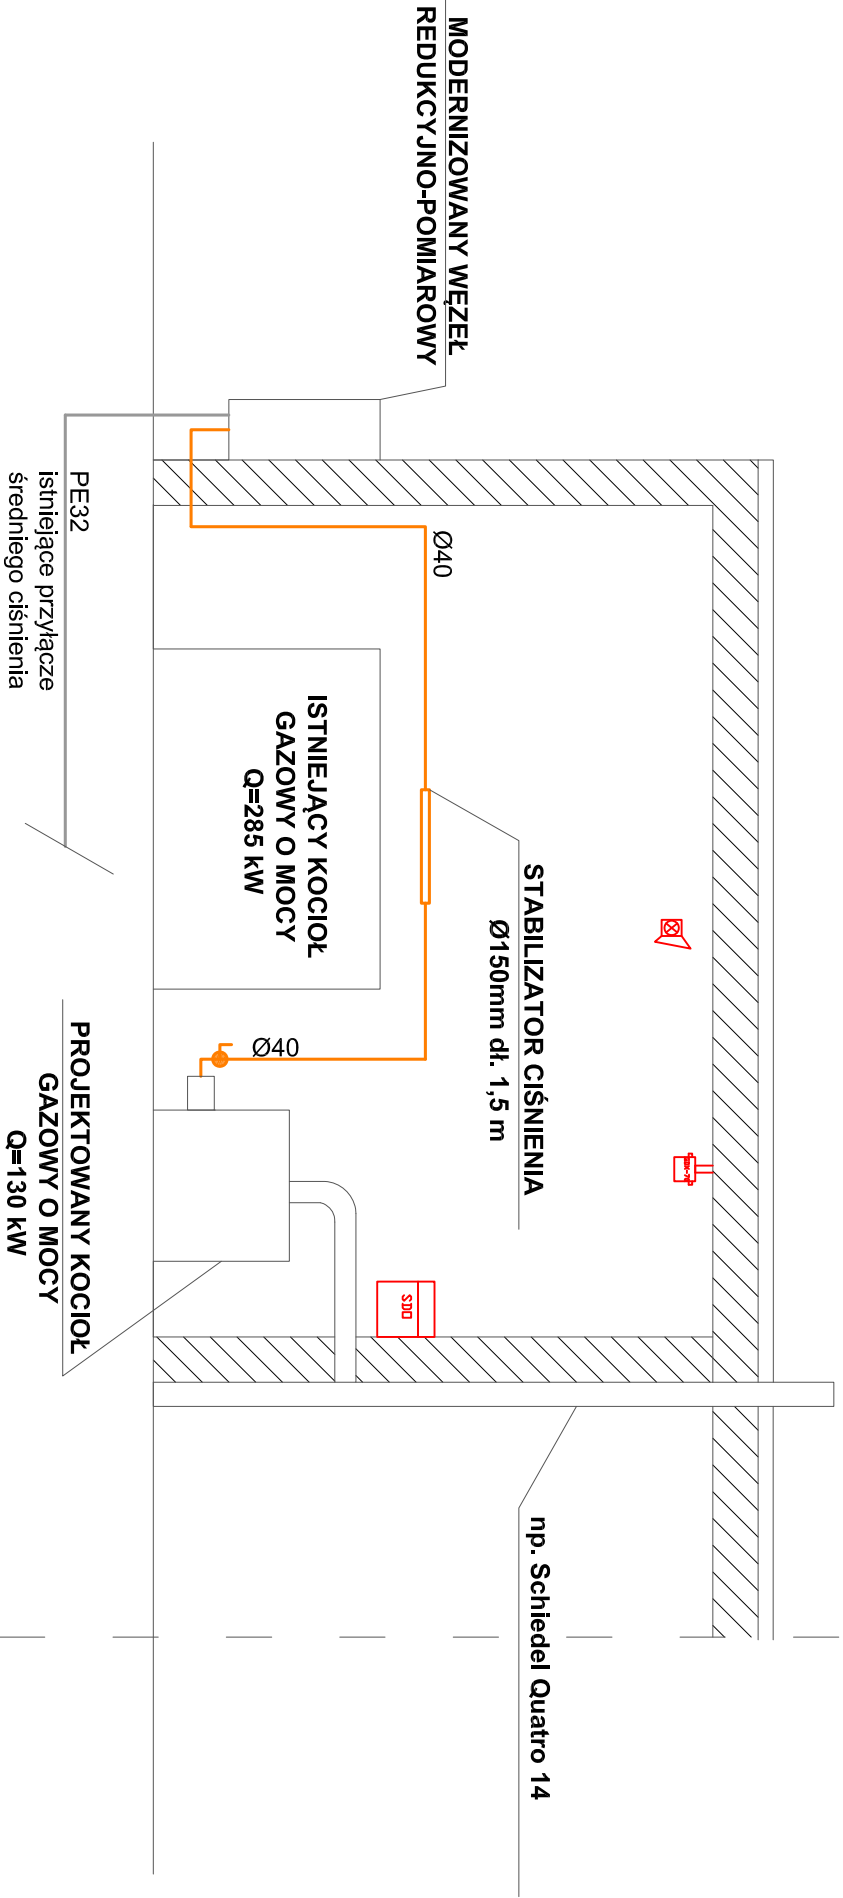 MODERNIZOWANY WĘZEŁ
REDUKCYJNO-POMIAROWY
Ø40
PE32
istniejące przyłącze
średniego ciśnienia
ISTNIEJĄCY KOCIOŁ
GAZOWY O MOCY
Q=285 kW
STABILIZATOR CIŚNIENIA
Ø150mm dł. 1,5 m
Ø40
PROJEKTOWANY KOCIOŁ
GAZOWY O MOCY
Q=130 kW
SDO
np. Schiedel Quatro 14